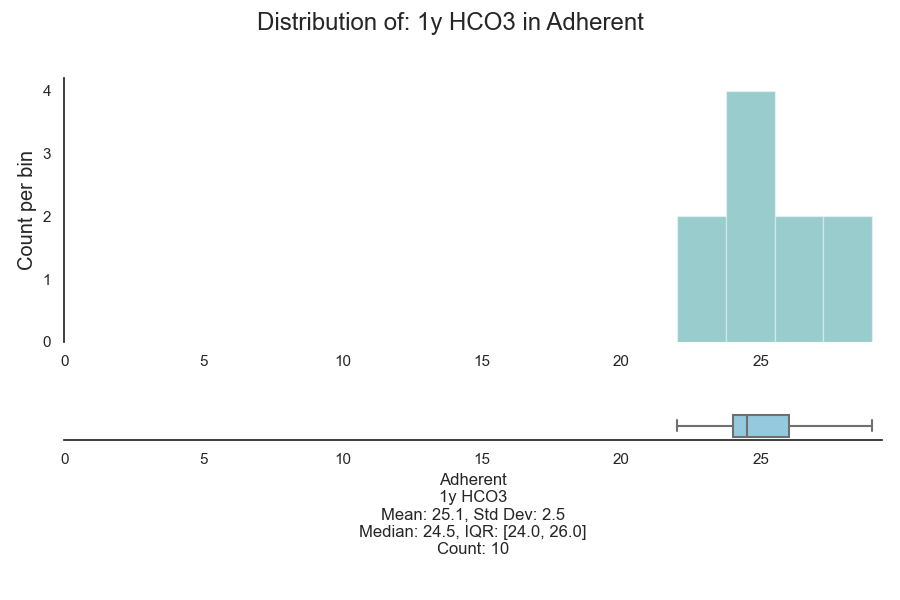 Distribution of: 1y HCO3 in Adherent
Count per bin
4
3
2
1
0
0 5 10 15 20 25
0 5 10 15 20 25
Adherent
1y HCO3
Mean: 25.1, Std Dev: 2.5
Median: 24.5, IQR: [24.0, 26.0]
Count: 10